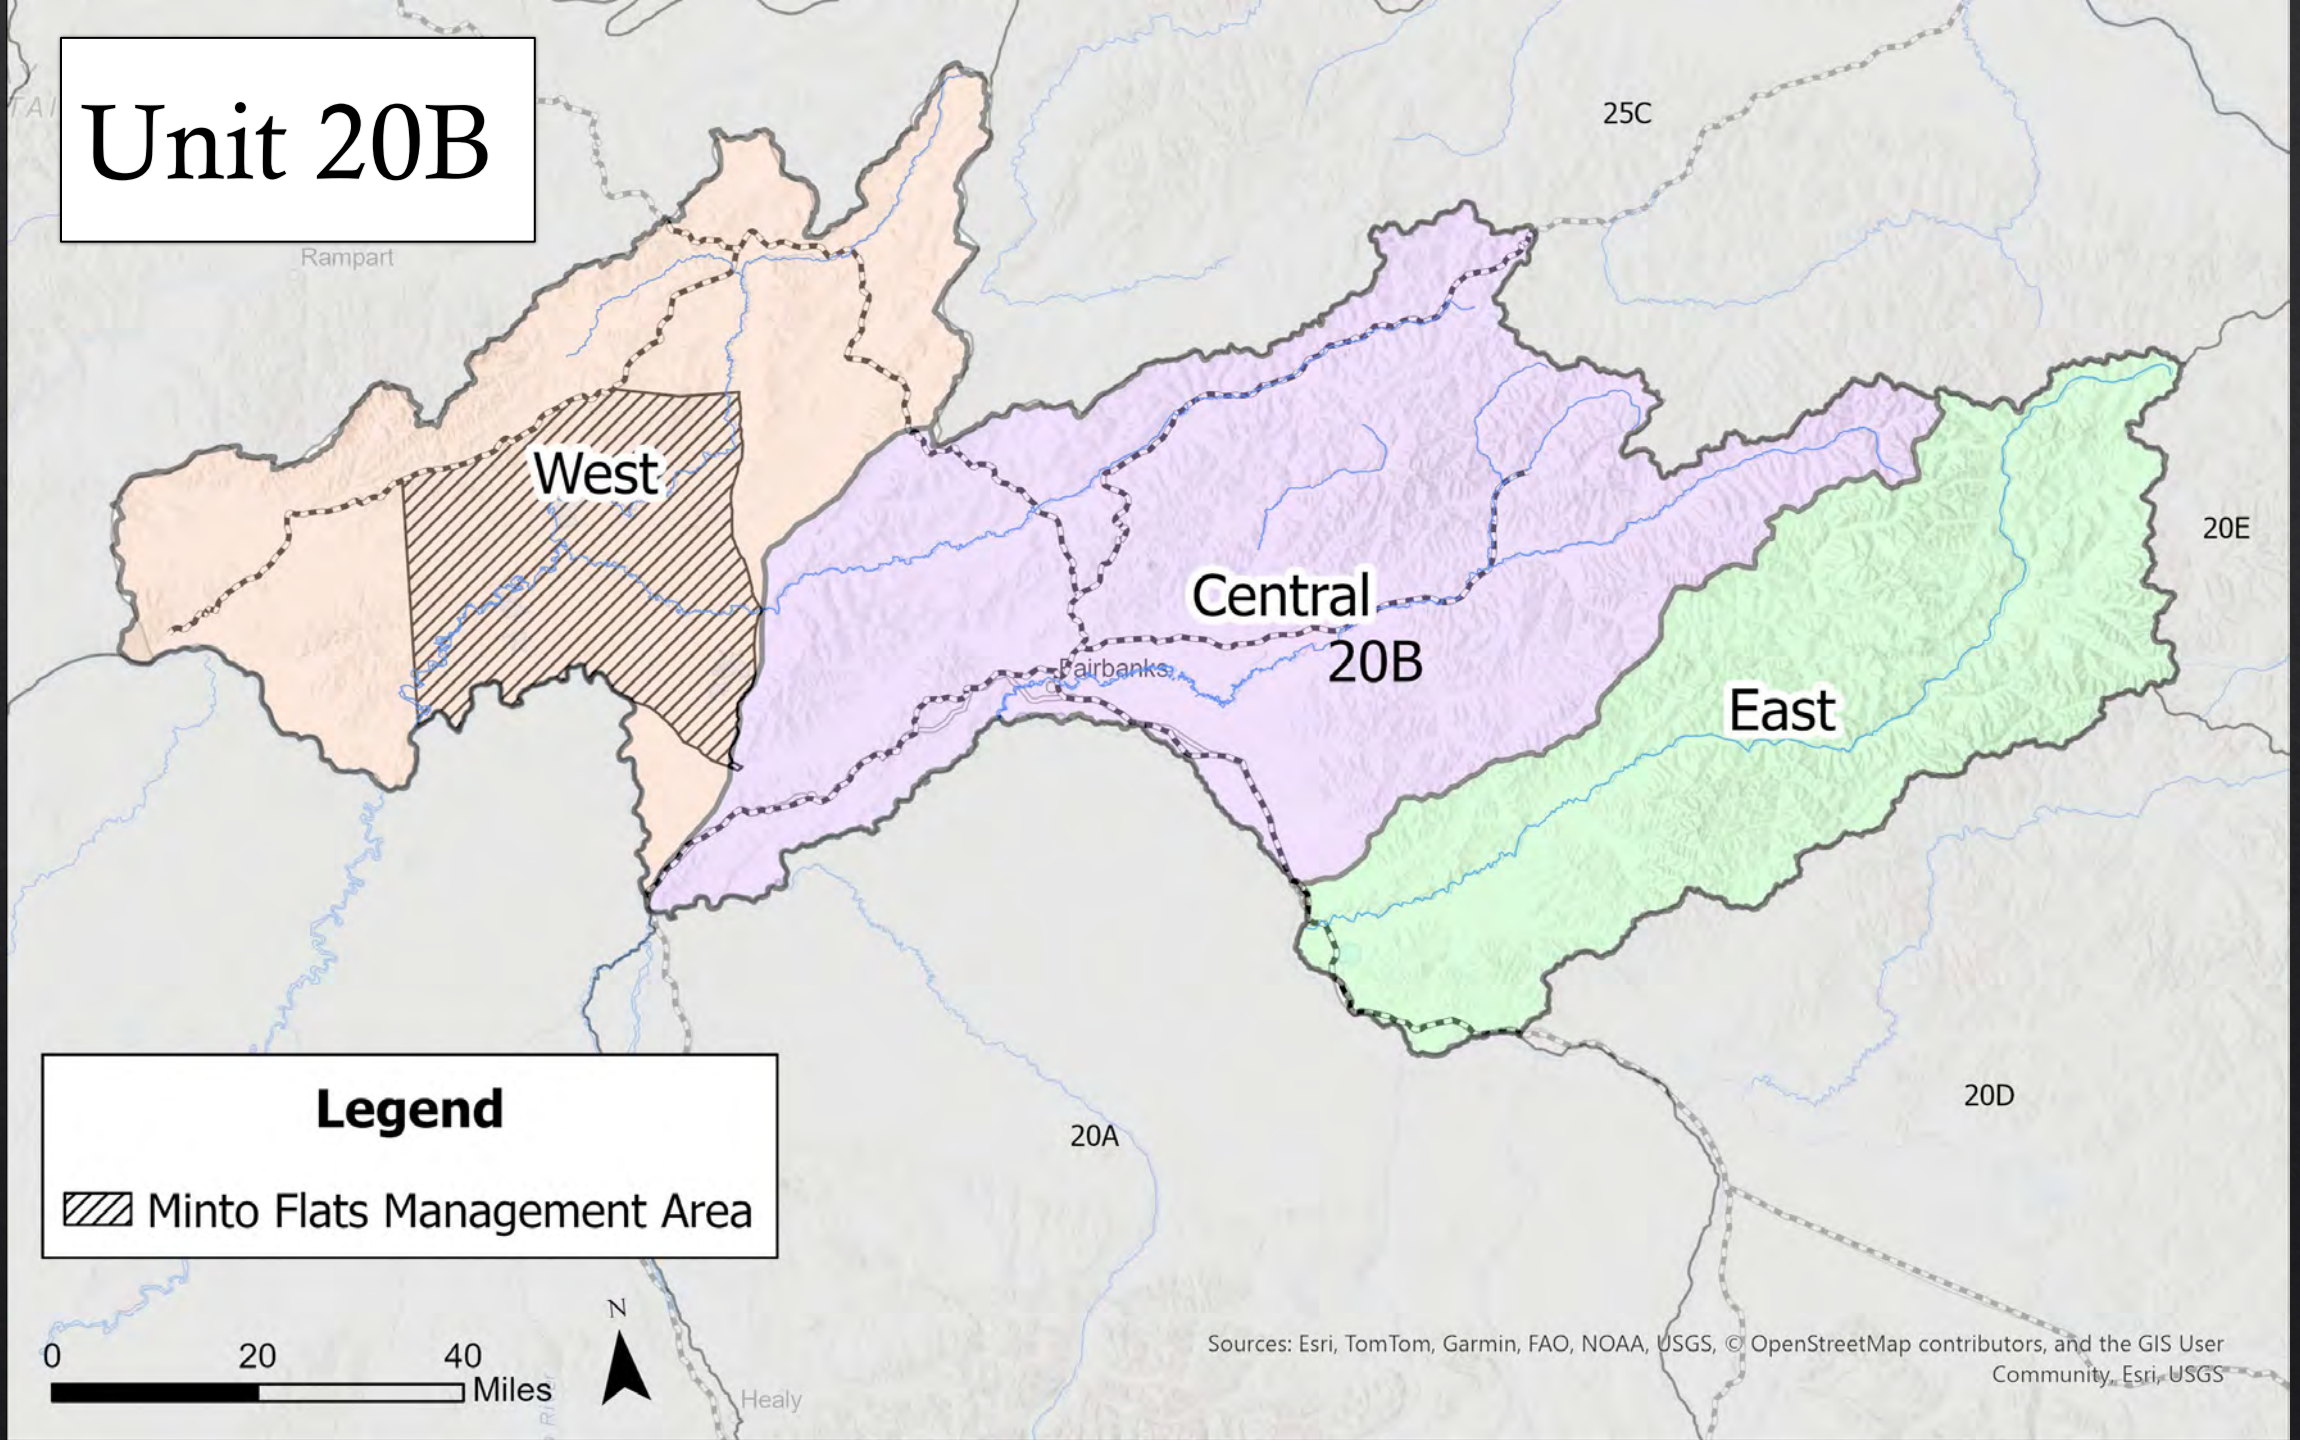 Unit 20B
25C
Rampart
West
20E
Central
20B
Fairbanks
East
20D
20A
Legend
Minto Flats Management Area
N
0 20 40
Miles
Healy
Sources: Esri, TomTom, Garmin, FAO, NOAA, USGS, © OpenStreetMap contributors, and the GIS User
Community, Esri, USGS